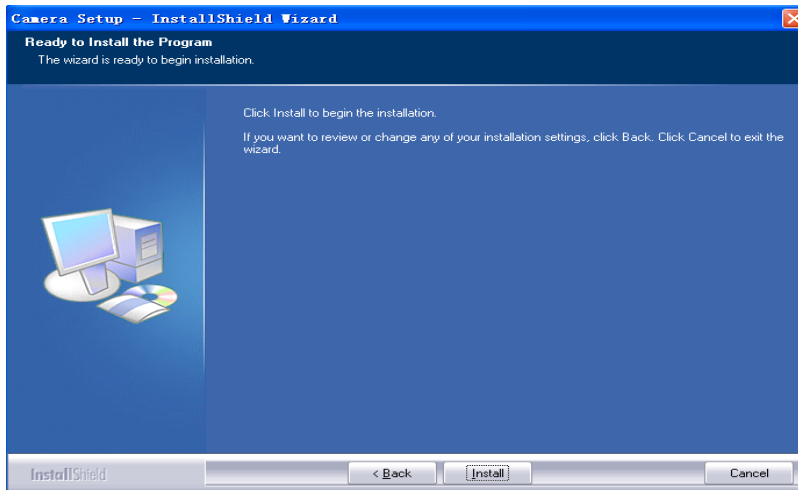 Camera Setup - InstallShield Wizard
Ready to Install the Program
The wizard is ready to begin installation.
Click Install to begin the installation.
If you want to review or change any of your installation settings, click Back. Click Cancel to exit the
wizard.
InstallShield
< Back Install Cancel